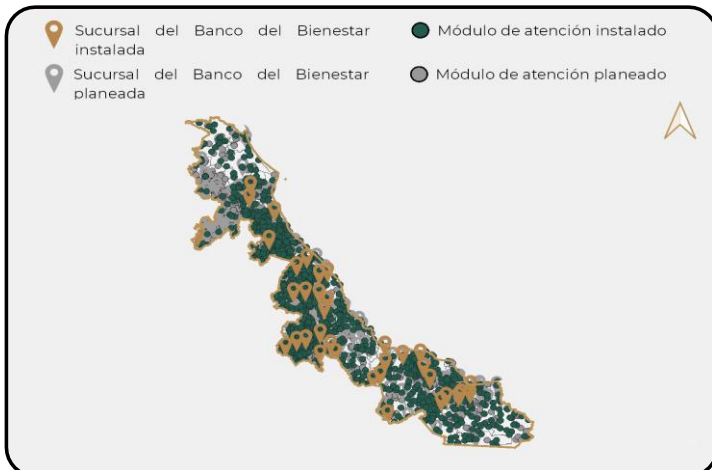 Sucursal del Banco del Bienestar
instalada
Módulo de atención instalado
Sucursal del Banco del Bienestar
planeada
Módulo de atención planeado